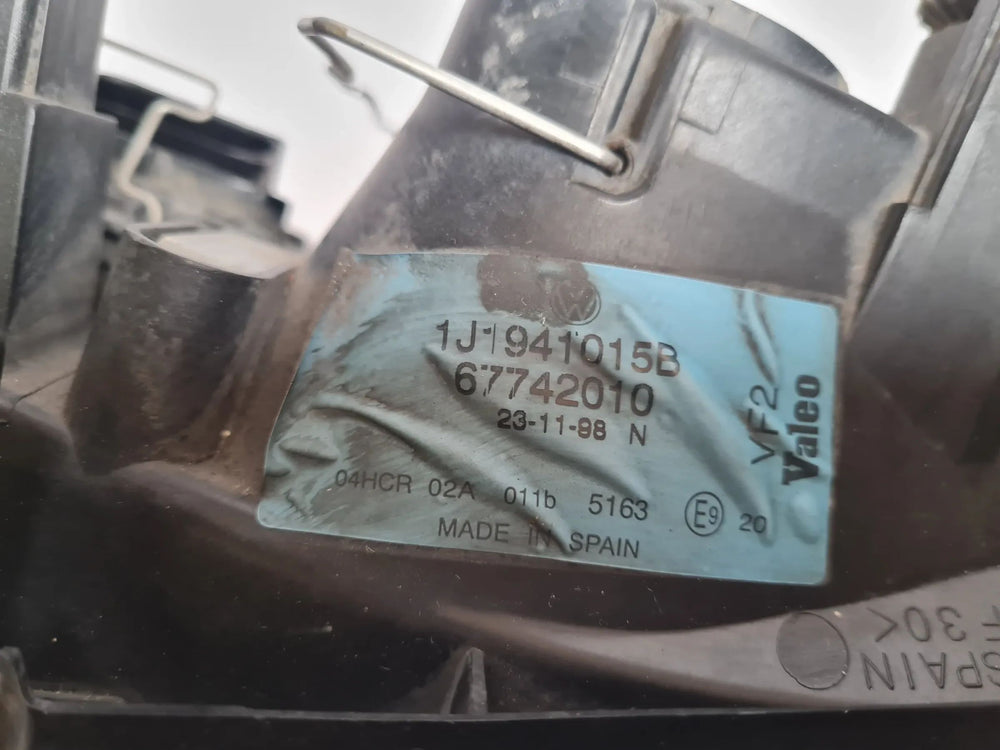 1J1941015B
67742010
23-11-98 N
VF2
Valeo
04HCR 02A 011b 5163 E9 20
MADE IN SPAIN
F 30<
SPAIN